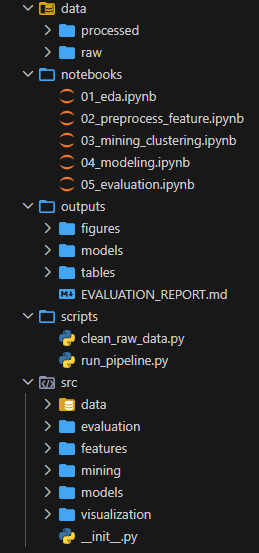 data
processed
raw
notebooks
01_eda.ipynb
02_preprocess_feature.ipynb
03_mining_clustering.ipynb
04_modeling.ipynb
05_evaluation.ipynb
outputs
figures
models
tables
EVALUATION_REPORT.md
scripts
clean_raw_data.py
run_pipeline.py
src
data
evaluation
features
mining
models
visualization
__init__.py